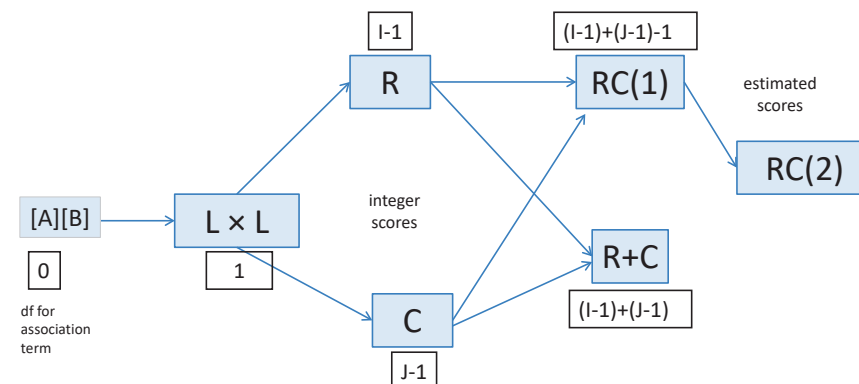 I-1
R
(I-1)+(J-1)-1
RC(1)
estimated
scores
RC(2)
[A][B]
0
df for
association
term
L × L
1
integer
scores
R+C
(I-1)+(J-1)
C
J-1